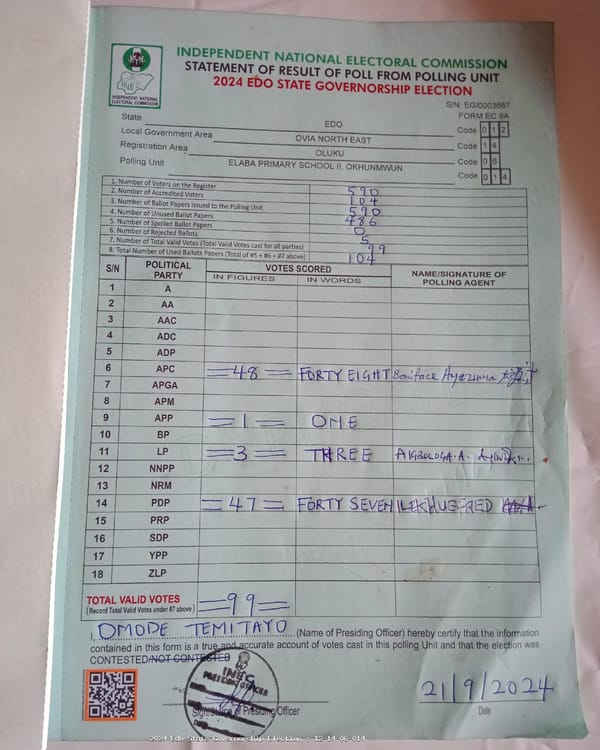 INDEPENDENT NATIONAL ELECTORAL COMMISSION
STATEMENT OF RESULT OF POLL FROM POLLING UNIT
2024 EDO STATE GOVERNORSHIP ELECTION
INEC
INDEPENDENT NATIONAL ELECTORAL COMMISSION
S/N: EG/0003667
FORM EC 8A
State EDO Code 0 1 2
Local Government Area OVIA NORTH EAST Code 1 4
Registration Area OLUKU Code 0 6
Polling Unit ELABA PRIMARY SCHOOL II, OKHUNMWUN Code 0 1 4
1. Number of Voters on the Register 590
2. Number of Accredited Voters 104
3. Number of Ballot Papers Issued to the Polling Unit 590
4. Number of Unused Ballot Papers 486
5. Number of Spoiled Ballot Papers 0
6. Number of Rejected Ballots 5
7. Number of Total Valid Votes (Total Valid Votes cast for all parties) 99
8. Total Number of Used Ballots Papers (Total of #5 + #6 + #7 above) 104
S/N POLITICAL PARTY VOTES SCORED NAME/SIGNATURE OF POLLING AGENT
IN FIGURES IN WORDS
1 A
2 AA
3 AAC
4 ADC
5 ADP
6 APC =48= FORTY EIGHT Boniface
7 APGA
8 APM
9 APP =1= ONE
10 BP
11 LP =3= THREE
12 NNPP
13 NRM
14 PDP =47= FORTY SEVEN
15 PRP
16 SDP
17 YPP
18 ZLP
TOTAL VALID VOTES =99=
(Record Total Valid Votes under #7 above)
I, OMODE TEMITAYO (Name of Presiding Officer) hereby certify that the information
contained in this form is a true and accurate account of votes cast in this polling Unit and that the election was
CONTESTED/NOT CONTESTED
INEC
PRESIDING OFFICER
21/9/2024
Signature of Presiding Officer Date
2024 Edo State Governorship Election : 12-14-06-014